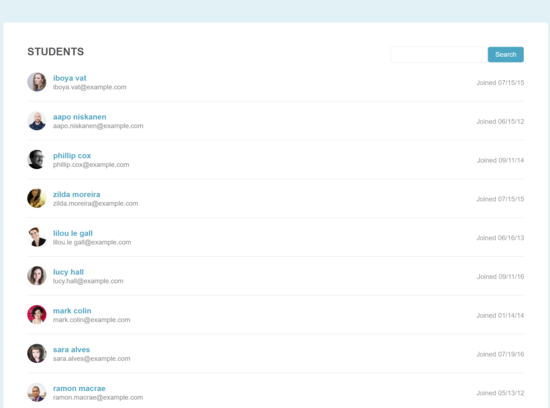 STUDENTS
Search
iboya vat
iboya.vat@example.com
Joined 07/15/15
aapo niskanen
aapo.niskanen@example.com
Joined 06/15/12
phillip cox
phillip.cox@example.com
Joined 09/11/14
zilda moreira
zilda.moreira@example.com
Joined 07/15/15
lilou le gall
lilou.le gall@example.com
Joined 06/16/13
lucy hall
lucy.hall@example.com
Joined 09/11/16
mark colin
mark.colin@example.com
Joined 01/14/14
sara alves
sara.alves@example.com
Joined 07/19/16
ramon macrae
ramon.macrae@example.com
Joined 05/13/12